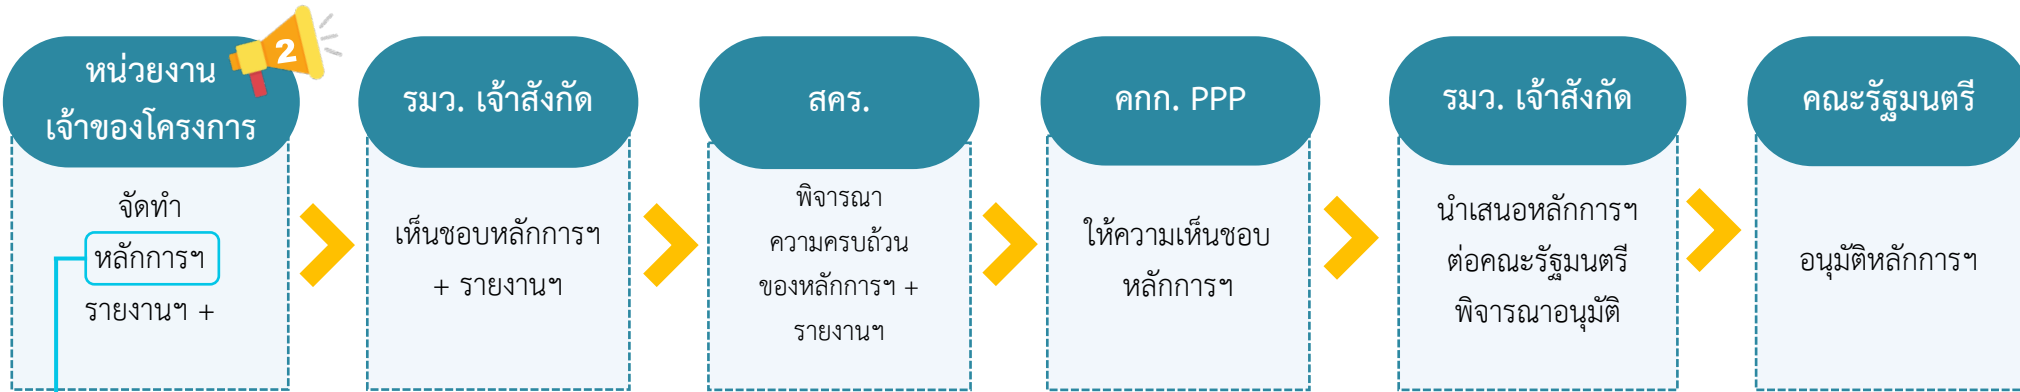 หน่วยงาน
เจ้าของโครงการ
2
จัดทำ
หลักการฯ
รายงานฯ +
รมว. เจ้าสังกัด
เห็นชอบหลักการฯ
+ รายงานฯ
สคร.
พิจารณา
ความครบถ้วน
ของหลักการฯ +
รายงานฯ
คกก. PPP
ให้ความเห็นชอบ
หลักการฯ
รมว. เจ้าสังกัด
นำเสนอหลักการฯ
ต่อคณะรัฐมนตรี
พิจารณาอนุมัติ
คณะรัฐมนตรี
อนุมัติหลักการฯ